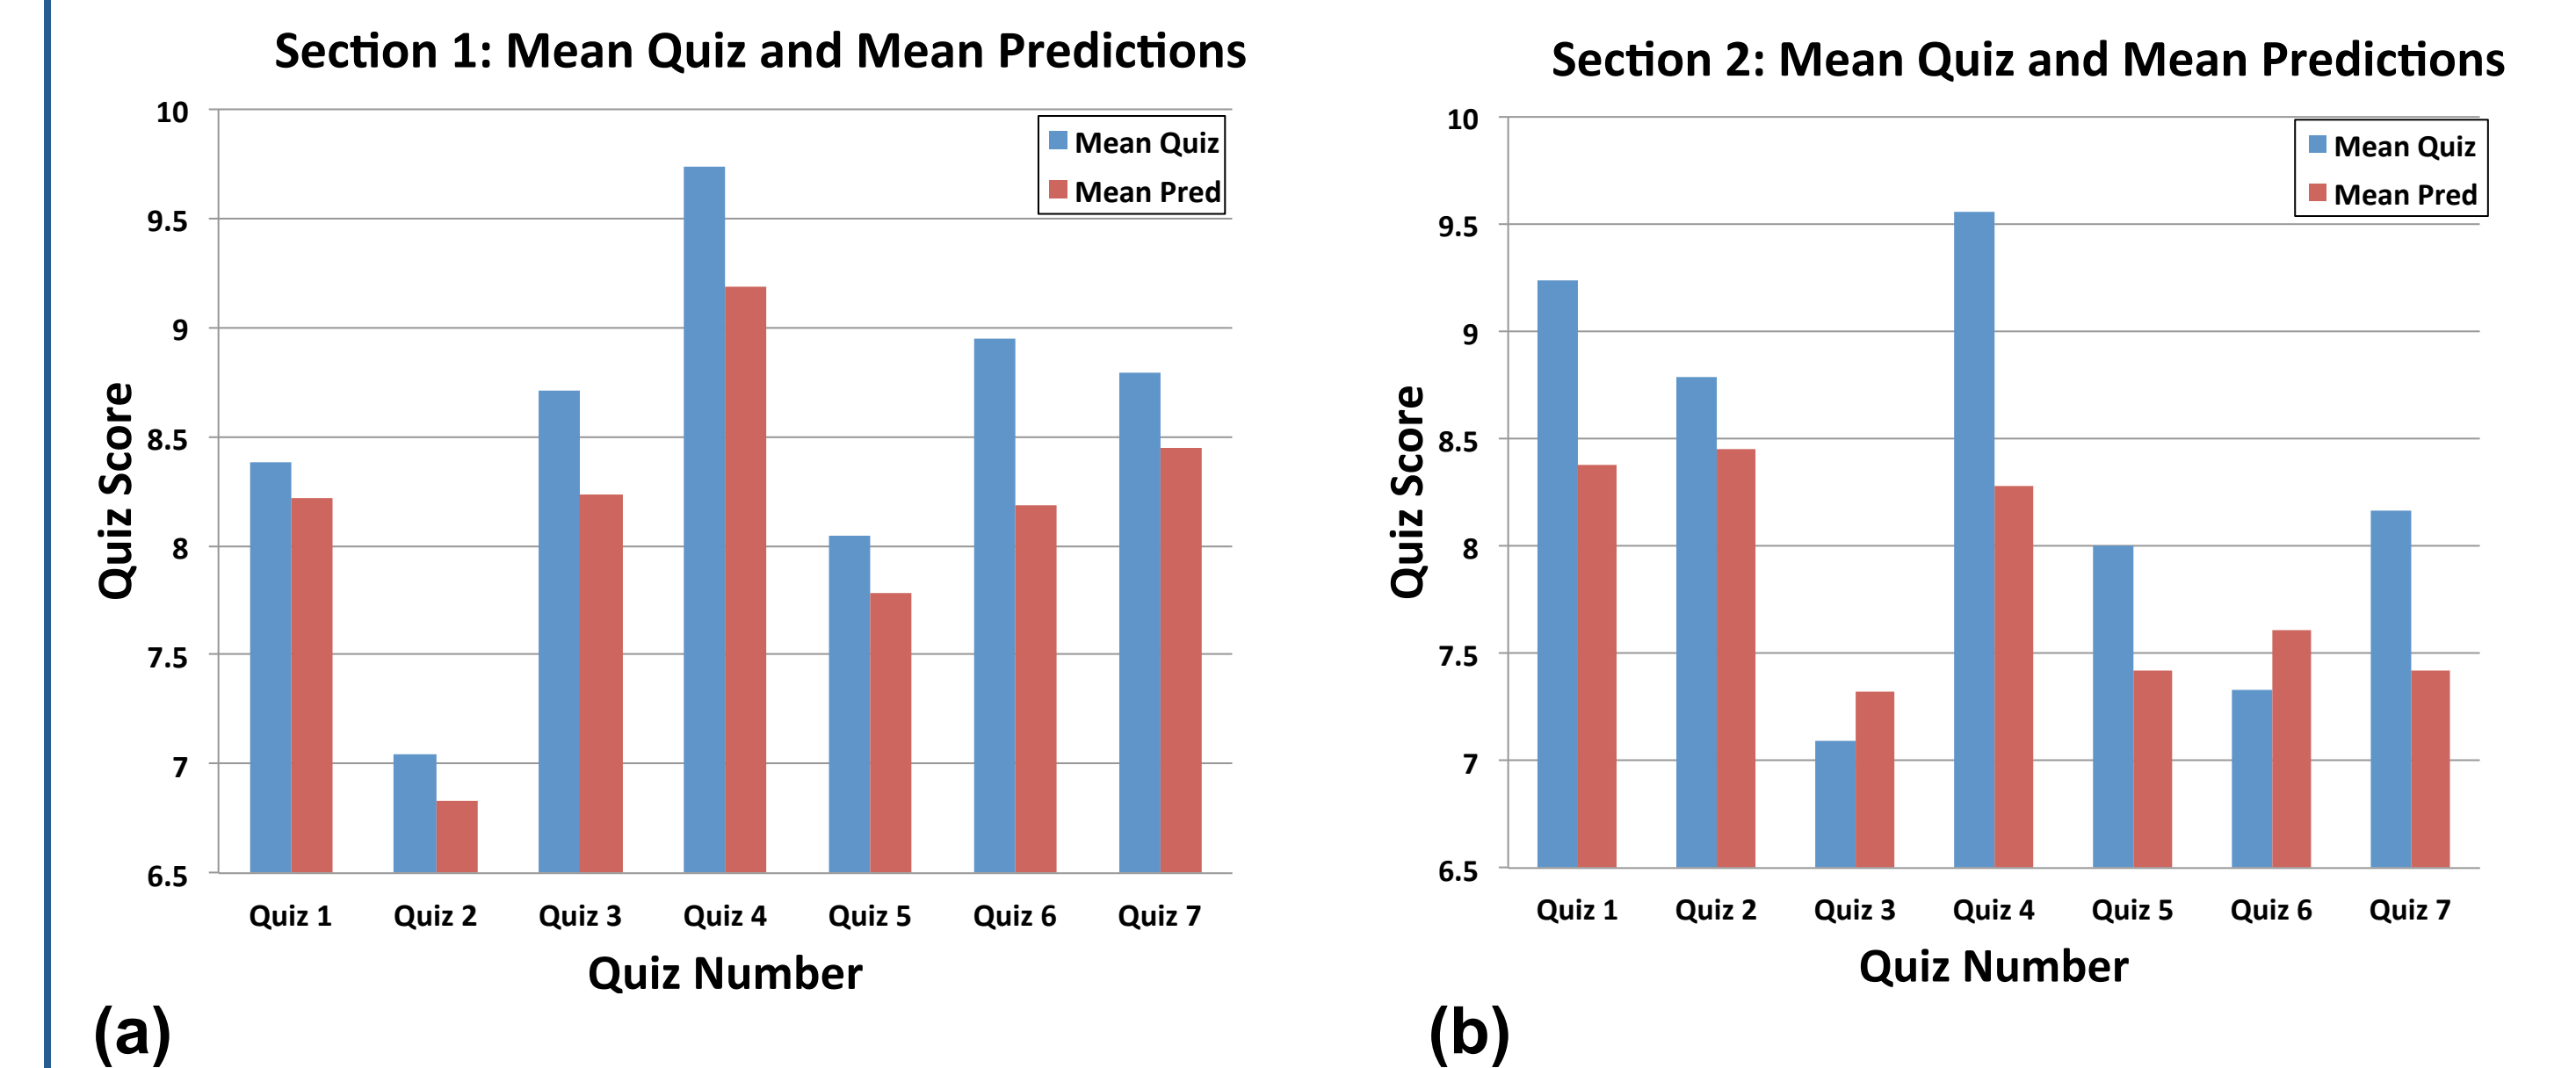 Section 1: Mean Quiz and Mean Predictions
10
9.5
9
8.5
8
7.5
7
6.5
Quiz Score
Mean Quiz
Mean Pred
Quiz 1 Quiz 2 Quiz 3 Quiz 4 Quiz 5 Quiz 6 Quiz 7
Quiz Number
(a)
Section 2: Mean Quiz and Mean Predictions
10
9.5
9
8.5
8
7.5
7
6.5
Quiz Score
Mean Quiz
Mean Pred
Quiz 1 Quiz 2 Quiz 3 Quiz 4 Quiz 5 Quiz 6 Quiz 7
Quiz Number
(b)